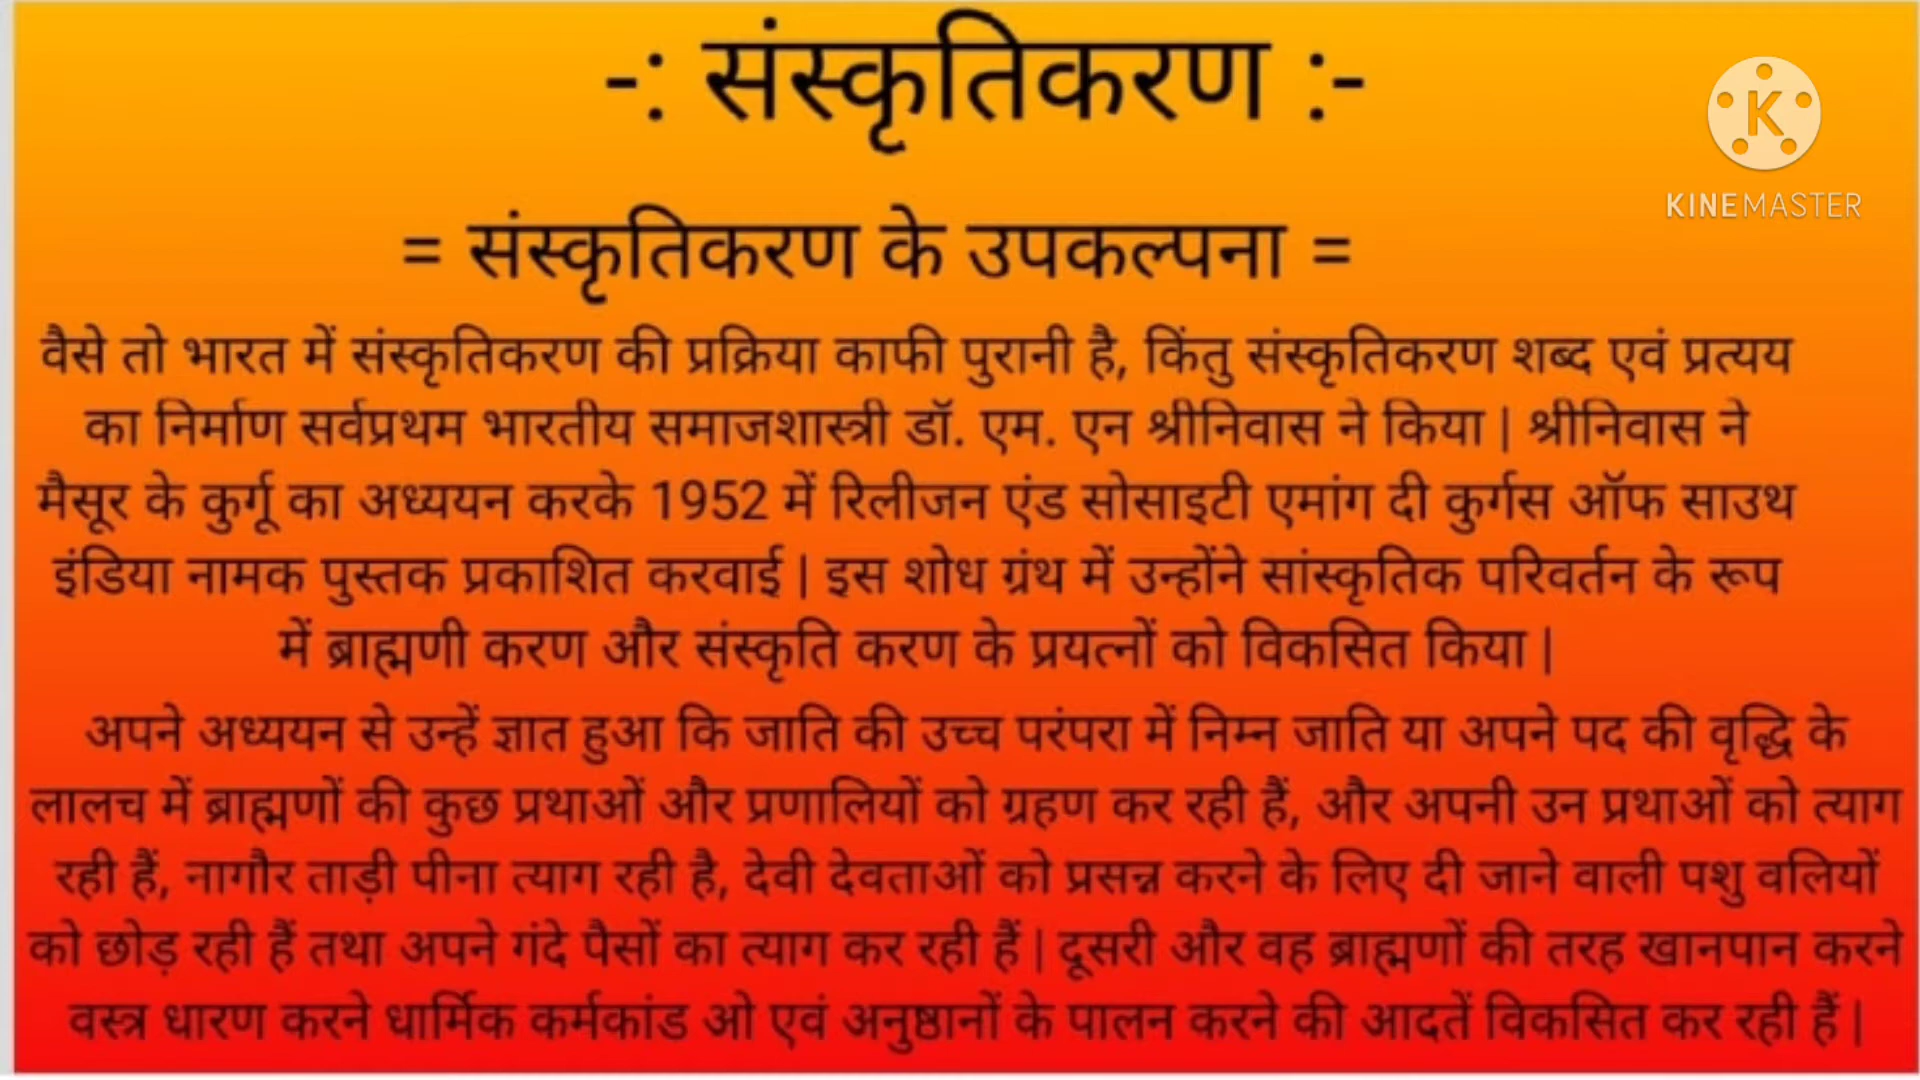 -: संस्कृतिकरण :-
KINEMASTER
= संस्कृतिकरण के उपकल्पना =
वैसे तो भारत में संस्कृतिकरण की प्रक्रिया काफी पुरानी है, किंतु संस्कृतिकरण शब्द एवं प्रत्यय
का निर्माण सर्वप्रथम भारतीय समाजशास्त्री डॉ. एम. एन श्रीनिवास ने किया | श्रीनिवास ने
मैसूर के कुर्गू का अध्ययन करके 1952 में रिलीजन एंड सोसाइटी एमांग दी कुर्गस ऑफ साउथ
इंडिया नामक पुस्तक प्रकाशित करवाई | इस शोध ग्रंथ में उन्होंने सांस्कृतिक परिवर्तन के रूप
में ब्राह्मणी करण और संस्कृति करण के प्रयत्नों को विकसित किया |
अपने अध्ययन से उन्हें ज्ञात हुआ कि जाति की उच्च परंपरा में निम्न जाति या अपने पद की वृद्धि के
लालच में ब्राह्मणों की कुछ प्रथाओं और प्रणालियों को ग्रहण कर रही हैं, और अपनी उन प्रथाओं को त्याग
रही हैं, नागौर ताड़ी पीना त्याग रही है, देवी देवताओं को प्रसन्न करने के लिए दी जाने वाली पशु वलियों
को छोड़ रही हैं तथा अपने गंदे पैसों का त्याग कर रही हैं | दूसरी और वह ब्राह्मणों की तरह खानपान करने
वस्त्र धारण करने धार्मिक कर्मकांड ओ एवं अनुष्ठानों के पालन करने की आदतें विकसित कर रही हैं |